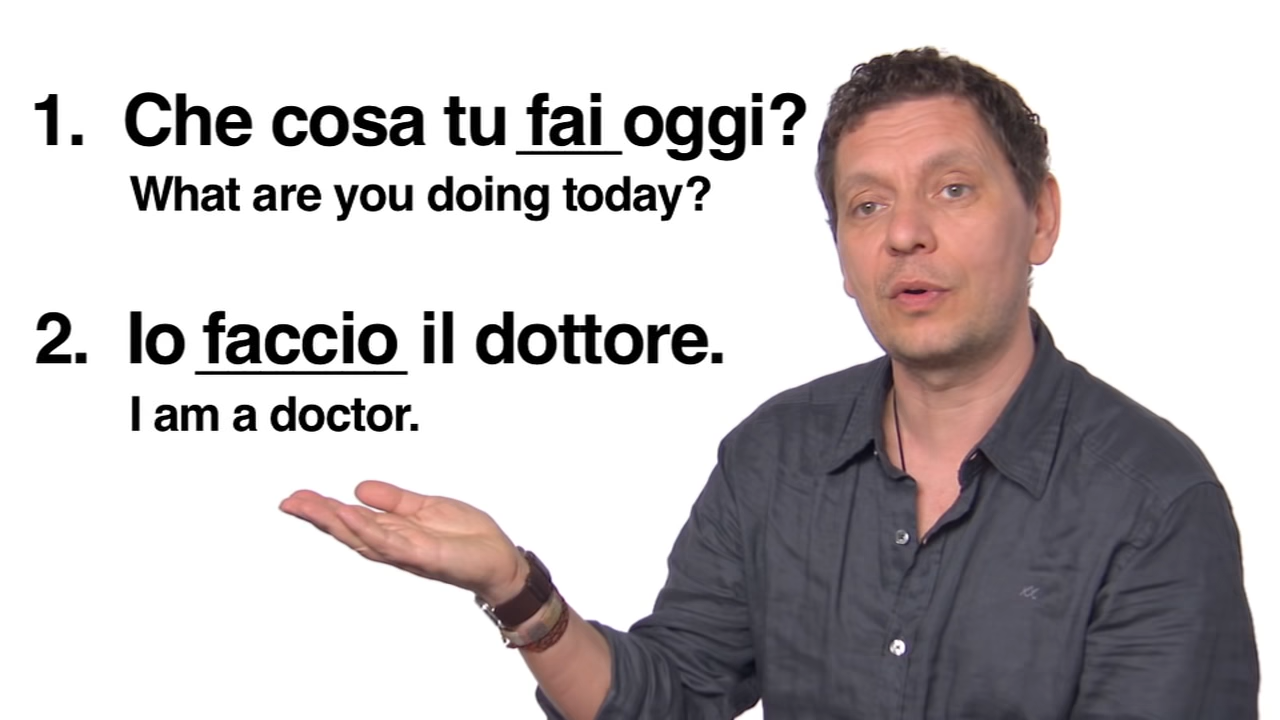 1. Che cosa tu fai oggi?
What are you doing today?
2. Io faccio il dottore.
I am a doctor.